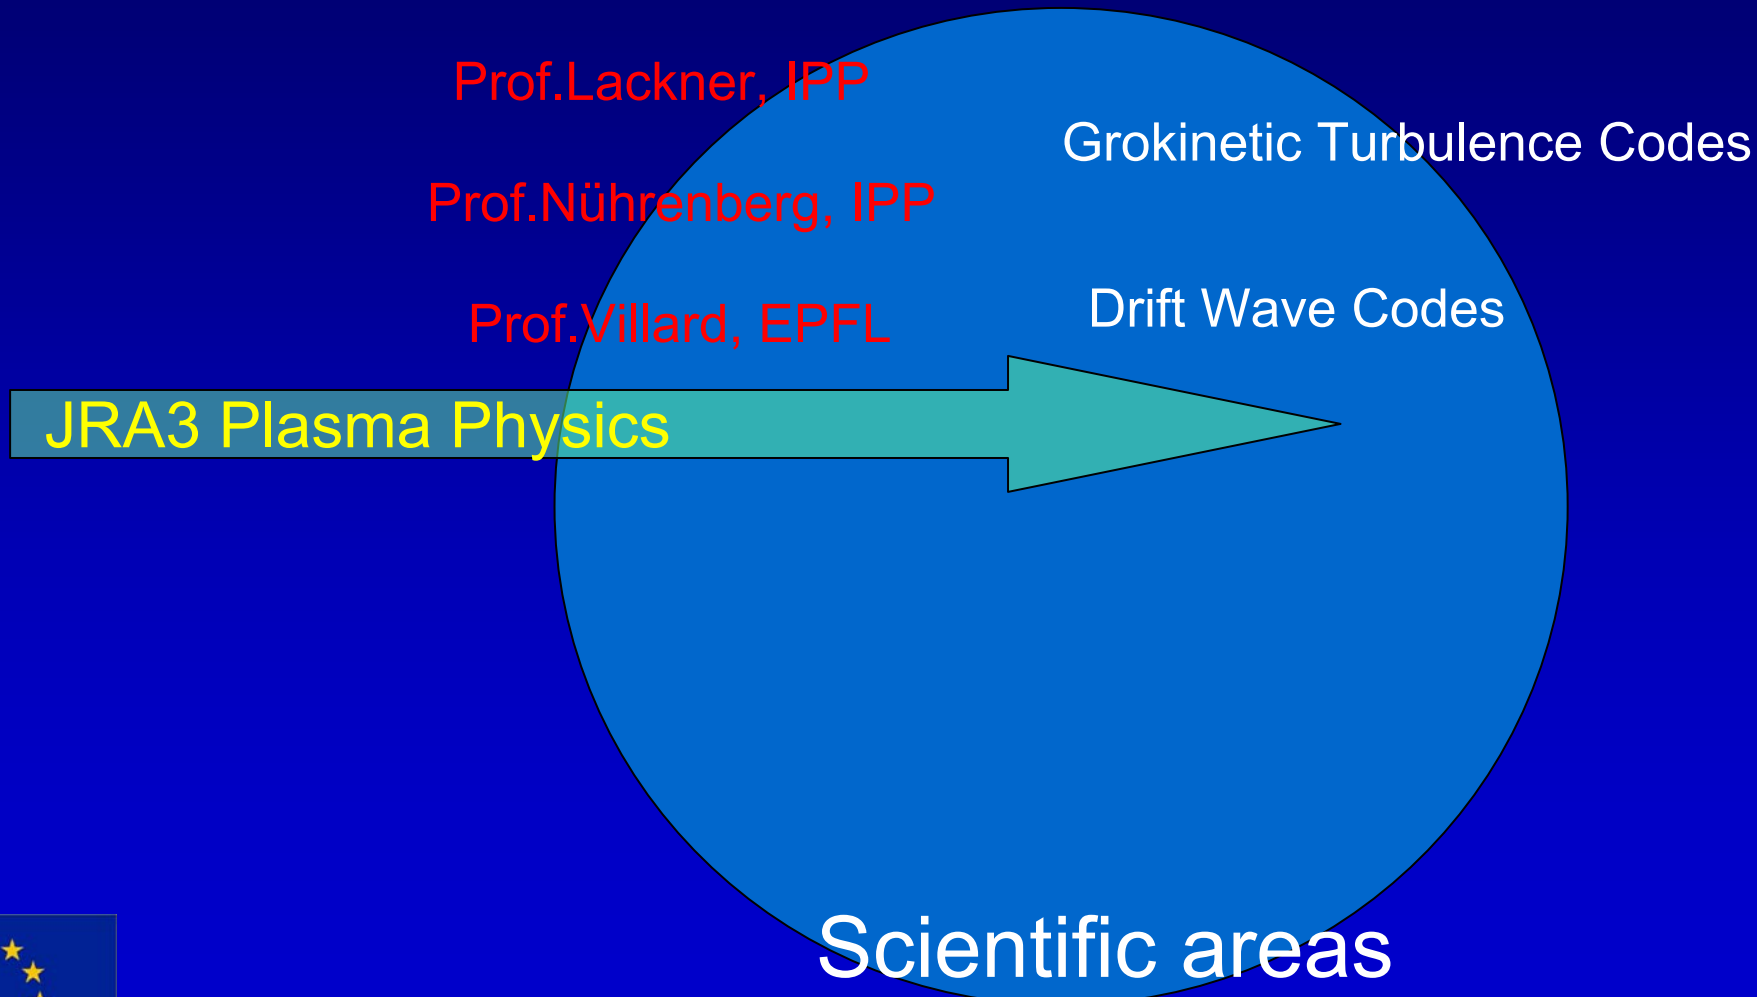 Prof.Lackner, IPP
Grokinetic Turbulence Codes
Prof.Nührenberg, IPP
Prof.Villard, EPFL
Drift Wave Codes
JRA3 Plasma Physics
Scientific areas